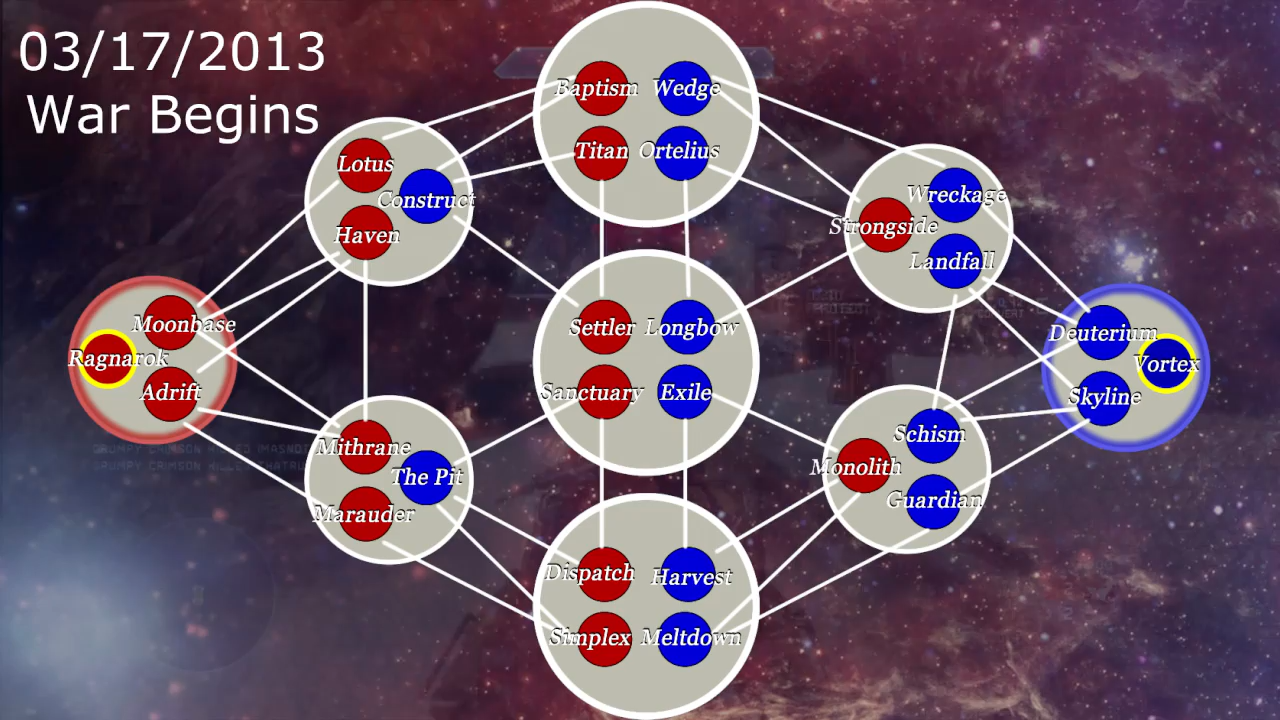 03/17/2013
War Begins
Baptism
Wedge
Titan
Ortelius
Lotus
Construct
Haven
Wreckage
Strongside
Landfall
Moonbase
Ragnarok
Adrift
Settler
Longbow
Sanctuary
Exile
Deuterium
Vortex
Skyline
Mithrane
The Pit
Marauder
Schism
Monolith
Guardian
Dispatch
Harvest
Simplex
Meltdown